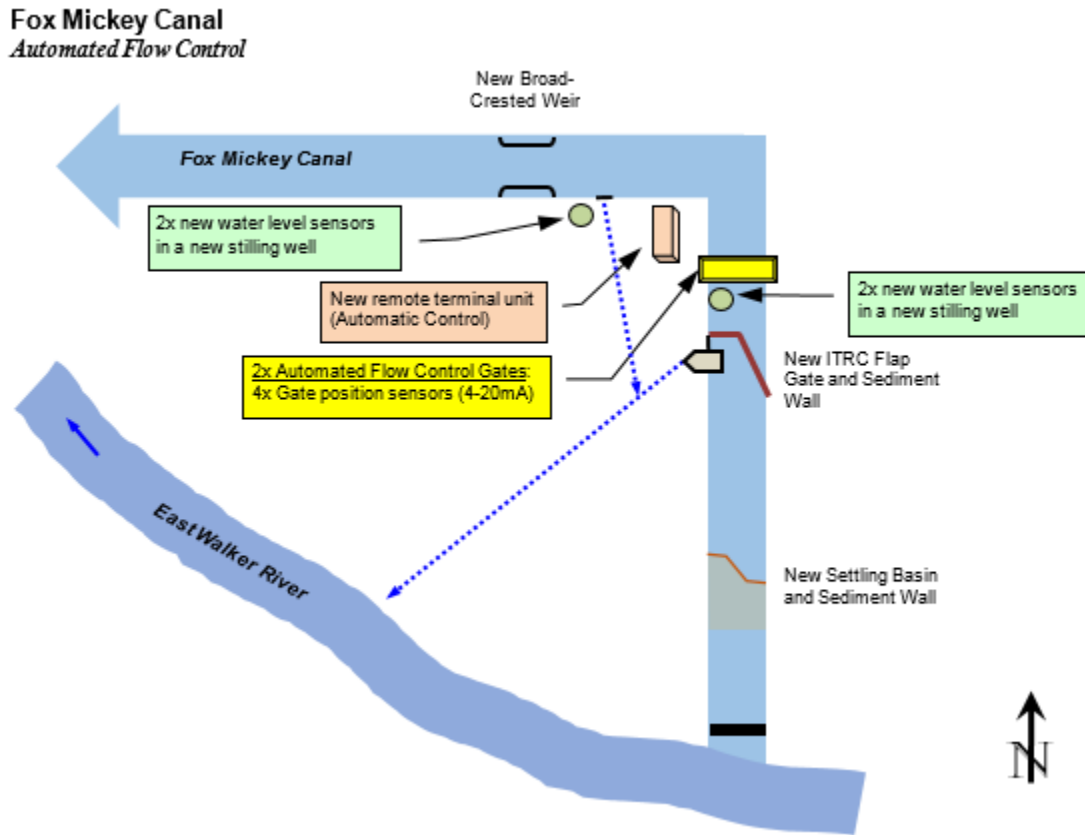 Fox Mickey Canal
Automated Flow Control
New Broad-
Crested Weir
Fox Mickey Canal
2x new water level sensors
in a new stilling well
New remote terminal unit
(Automatic Control)
2x new water level sensors
in a new stilling well
2x Automated Flow Control Gates:
4x Gate position sensors (4-20mA)
New ITRC Flap
Gate and Sediment
Wall
East Walker River
New Settling Basin
and Sediment Wall
N